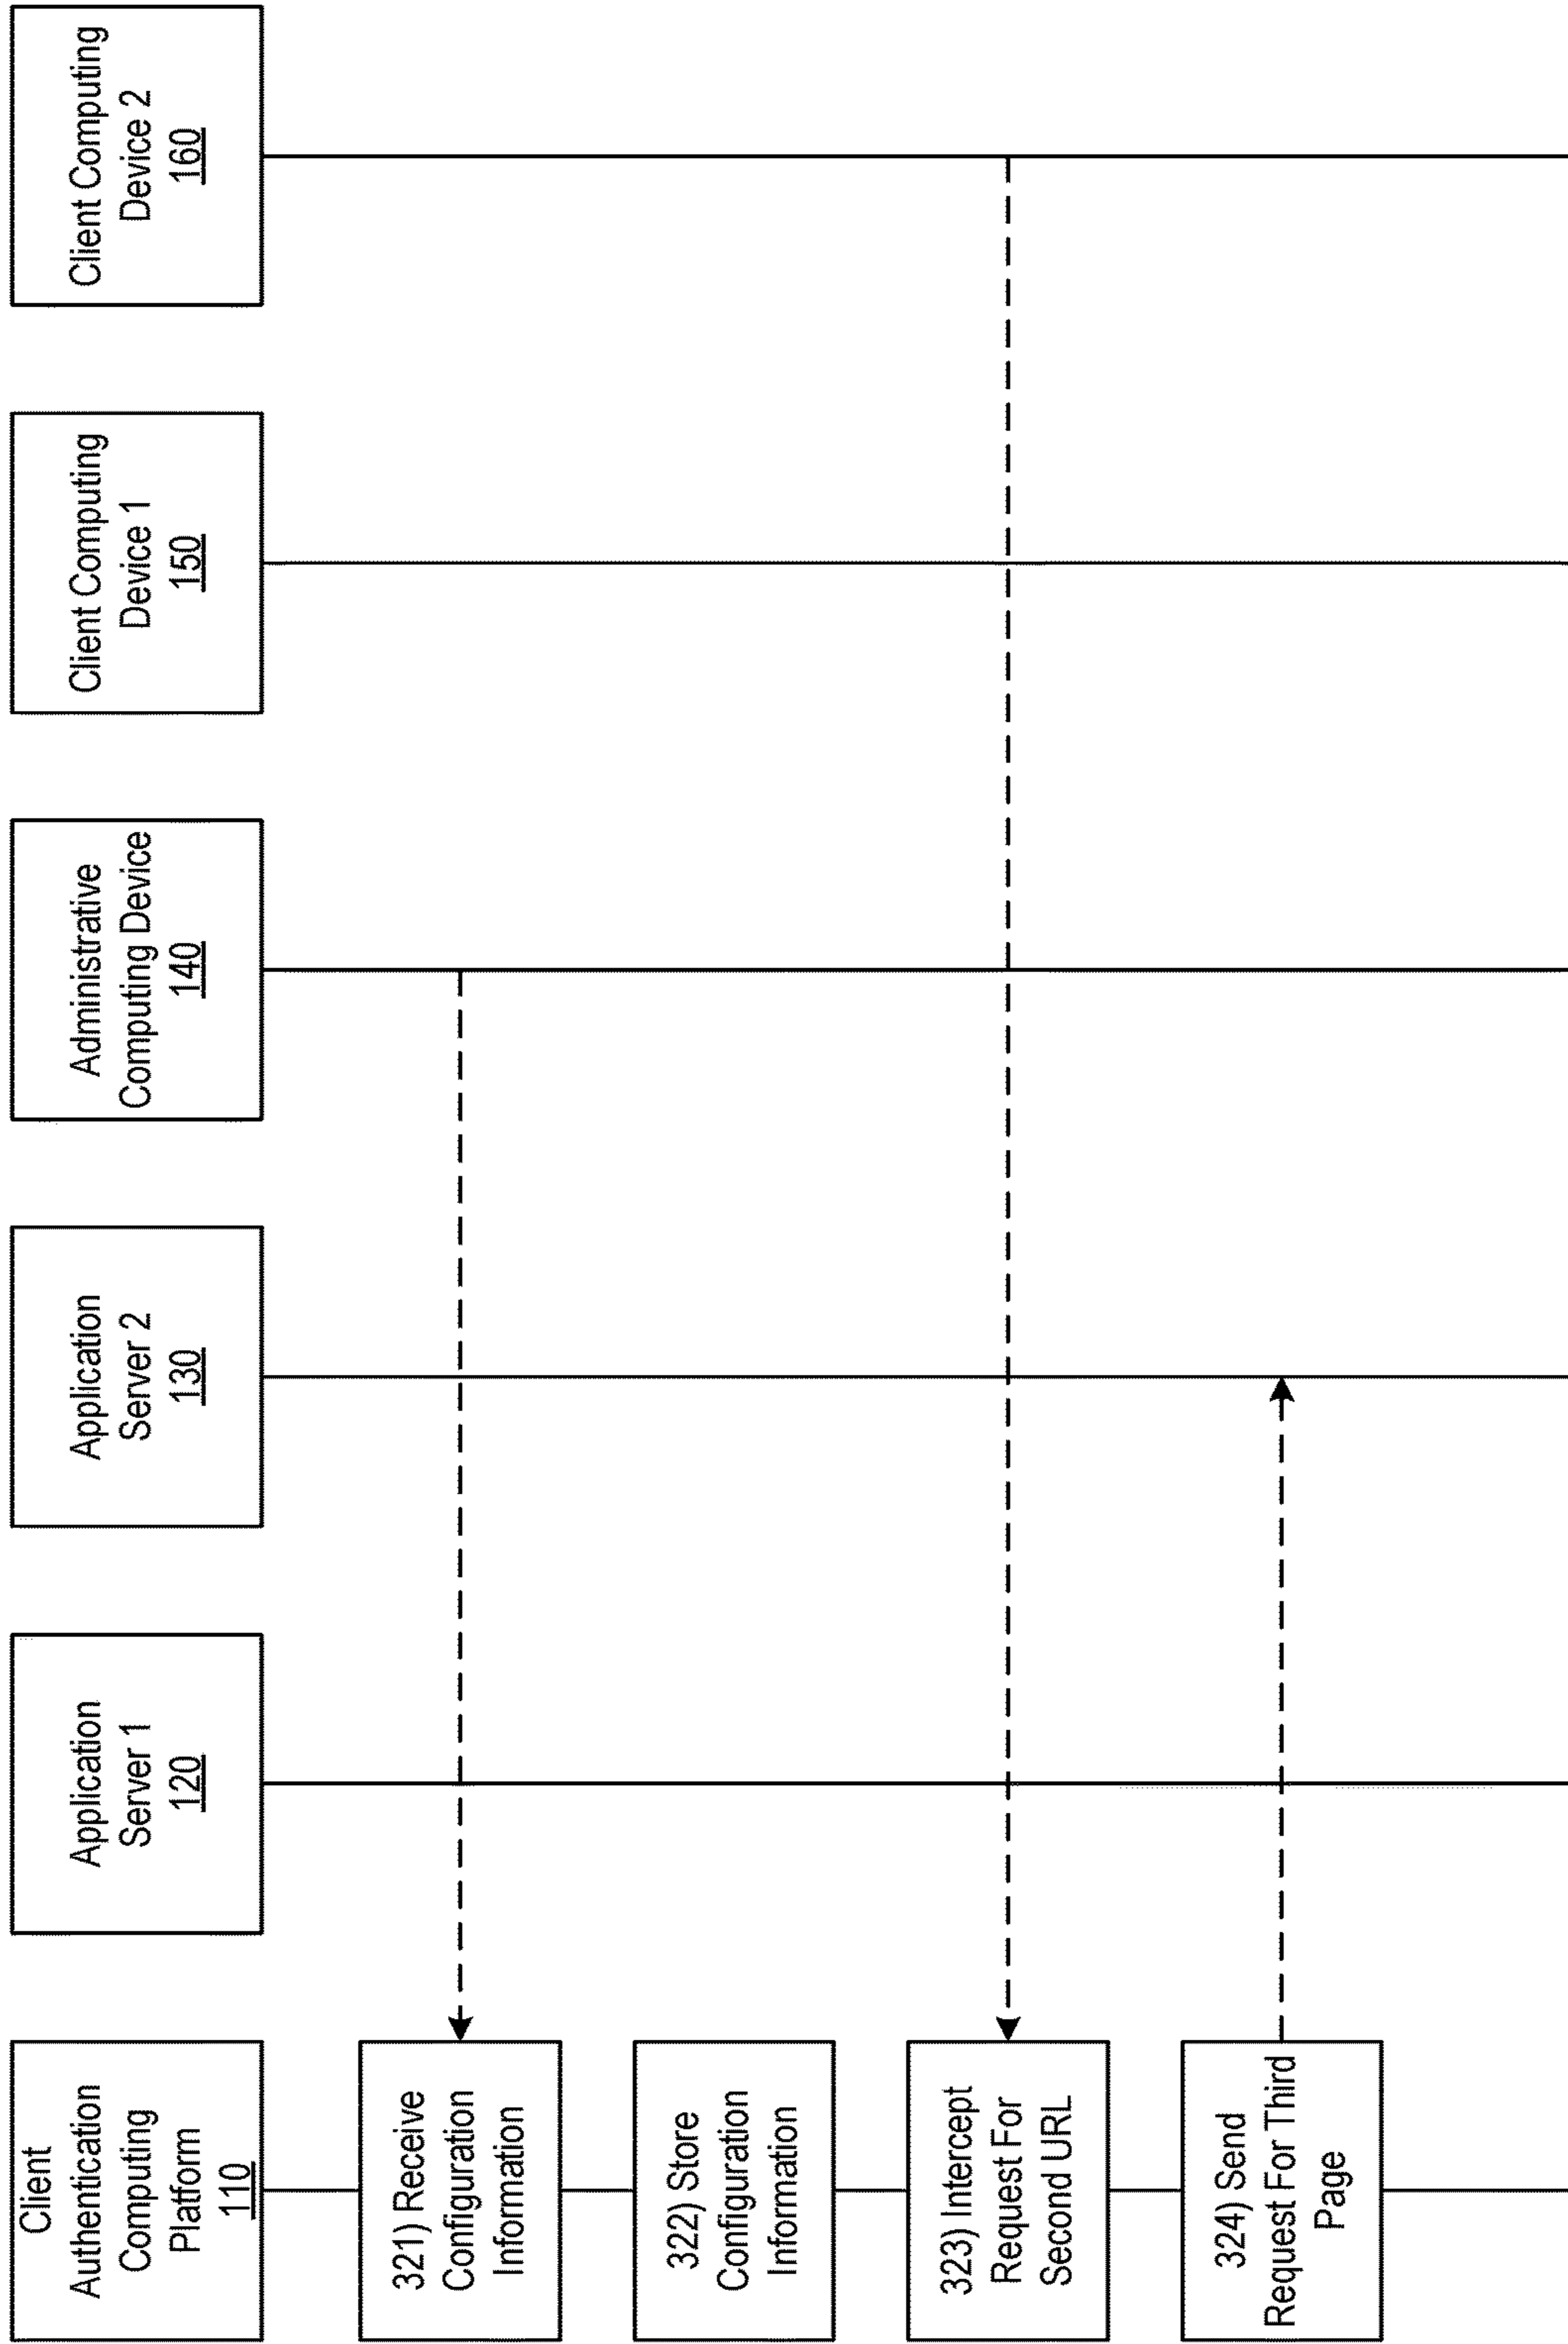 Client
Authentication
Computing
Platform
110
Application
Server 1
120
Application
Server 2
130
Administrative
Computing Device
140
Client Computing
Device 1
150
Client Computing
Device 2
160
321) Receive
Configuration
Information
322) Store
Configuration
Information
323) Intercept
Request For
Second URL
324) Send
Request For Third
Page